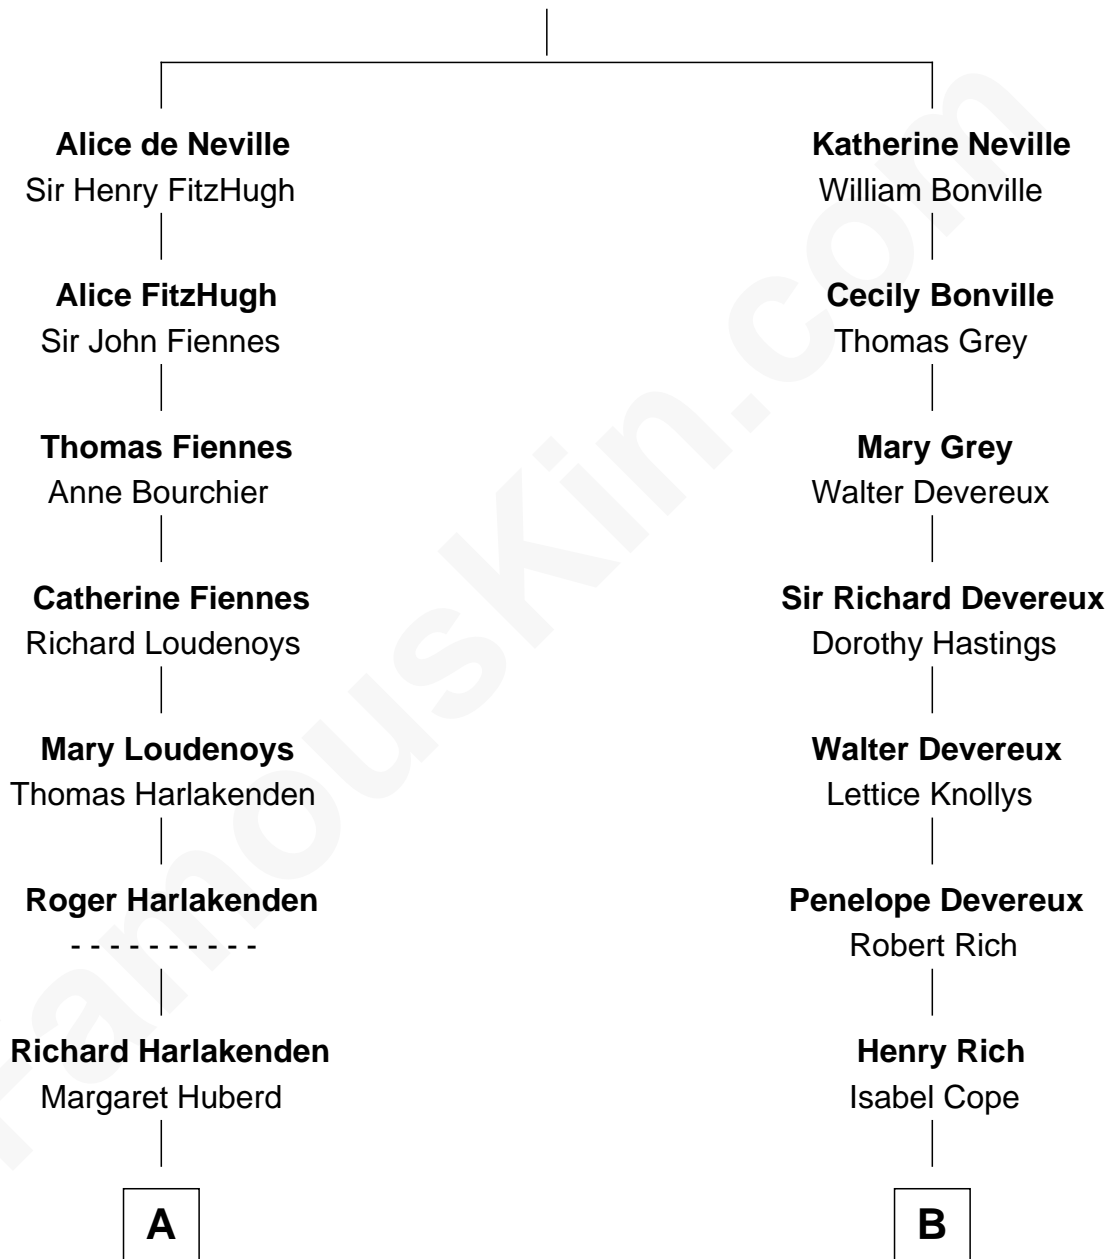 Alice de Neville
Sir Henry FitzHugh
Alice FitzHugh
Sir John Fiennes
Thomas Fiennes
Anne Bourchier
Catherine Fiennes
Richard Loudenoys
Mary Loudenoys
Thomas Harlakenden
Roger Harlakenden
- - - - - - - - - -
Richard Harlakenden
Margaret Huberd
A
Katherine Neville
William Bonville
Cecily Bonville
Thomas Grey
Mary Grey
Walter Devereux
Sir Richard Devereux
Dorothy Hastings
Walter Devereux
Lettice Knollys
Penelope Devereux
Robert Rich
Henry Rich
Isabel Cope
B
FamousKin.com